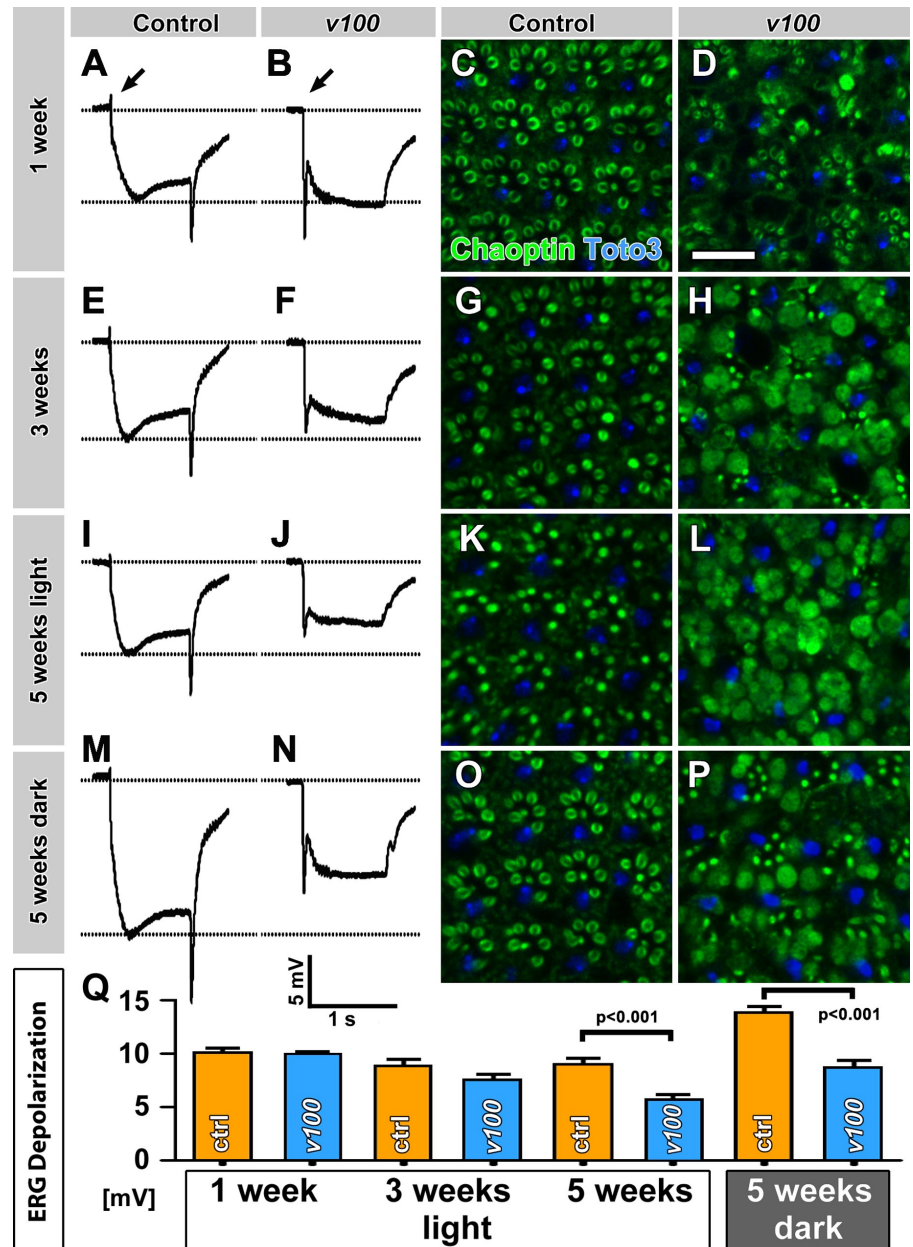 Control
v100
Control
v100
1 week
A
B
C
D
Chaoptin Toto3
3 weeks
E
F
G
H
5 weeks light
I
J
K
L
5 weeks dark
M
N
O
P
5 mV
1 s
Q
ERG Depolarization
[mV]
15
10
5
0
p<0.001
p<0.001
ctrl
v100
ctrl
v100
ctrl
v100
ctrl
v100
1 week
3 weeks
5 weeks
light
5 weeks
dark